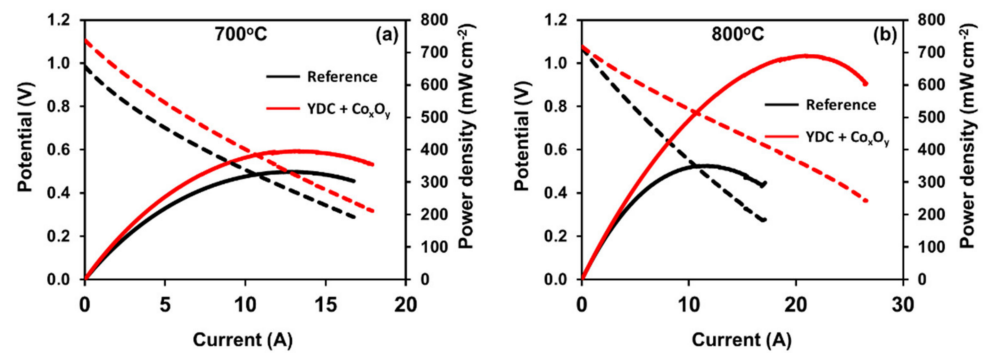 700°C
(a)
Reference
YDC + CoxOy
Potential (V)
1.2
1.0
0.8
0.6
0.4
0.2
0.0
Power density (mW cm-2)
800
700
600
500
400
300
200
100
0
0 5 10 15 20
Current (A)
800°C
(b)
Reference
YDC + CoxOy
Potential (V)
1.2
1.0
0.8
0.6
0.4
0.2
0.0
Power density (mW cm-2)
800
700
600
500
400
300
200
100
0
0 10 20 30
Current (A)